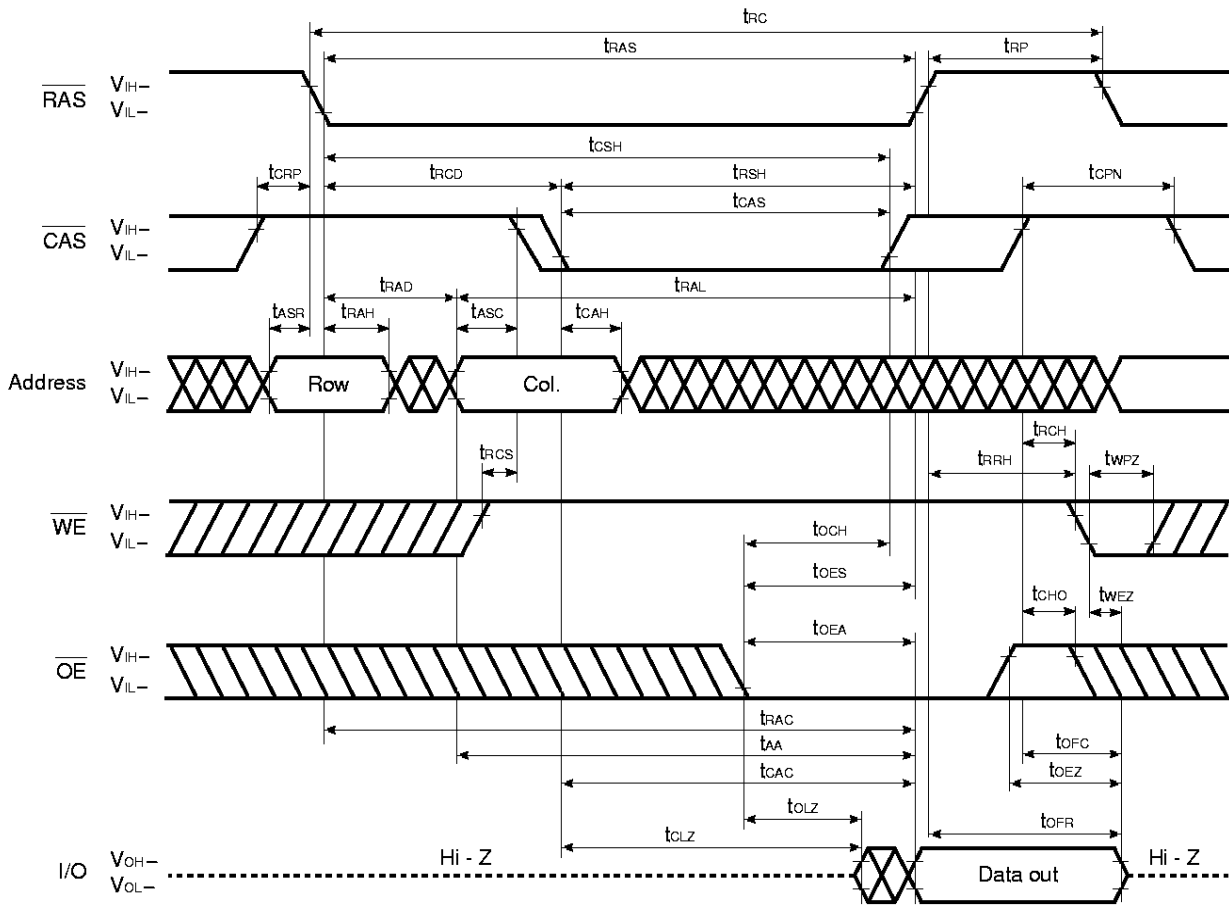 tRC
tRAS tRP
RAS VIH–
VIL–
tCSH
tCRP tRCD tRSH tCPN
tCAS
CAS VIH–
VIL–
tRAD tRAL
tASR tRAH tASC tCAH
Address VIH–
VIL–
Row Col.
tRCH
tRCS tRRH tWPZ
WE VIH–
VIL–
tOCH
tOES
tCHO tWEZ
tOEA
OE VIH–
VIL–
tRAC
tAA tOFC
tCAC tOEZ
tOLZ
tCLZ tOFR
I/O VOH–
VOL–
Hi - Z Data out Hi - Z